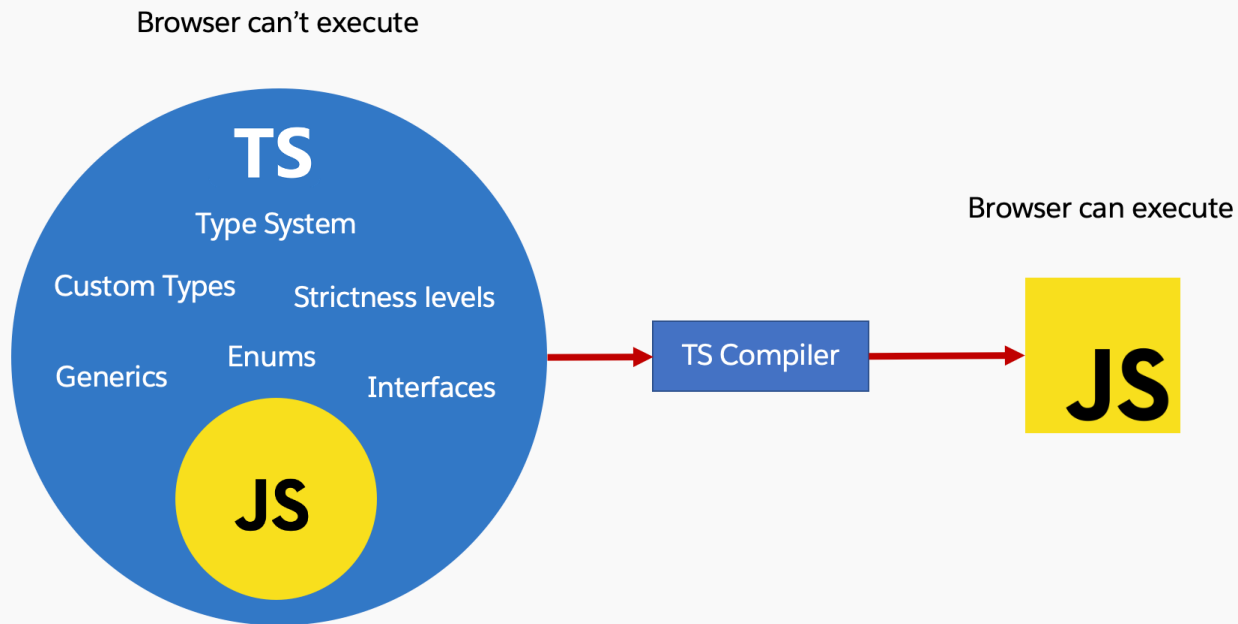 Browser can’t execute
TS
Type System
Custom Types
Strictness levels
Enums
Generics
Interfaces
JS
TS Compiler
Browser can execute
JS